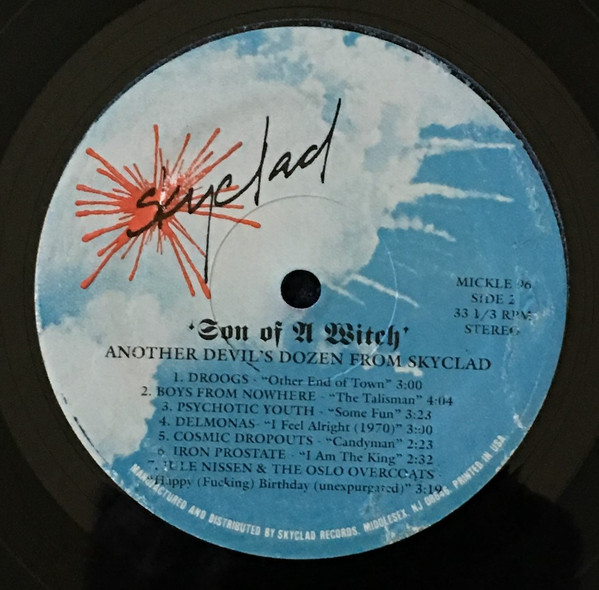 skyclad
MICKLE 96
SIDE 2
33 1/3 RPM
STEREO
'Son of A Witch'
ANOTHER DEVIL'S DOZEN FROM SKYCLAD
1. DROOGS - "Other End of Town" 3:00
2. BOYS FROM NOWHERE - "The Talisman" 4:04
3. PSYCHOTIC YOUTH - "Some Fun" 3:23
4. DELMONAS - "I Feel Alright (1970)" 3:00
5. COSMIC DROPOUTS - "Candyman" 2:23
6. IRON PROSTATE - "I Am The King" 2:32
7. JULE NISSEN & THE OSLO OVERCOATS -
"Happy (Fucking) Birthday (unexpurgated)" 3:19
MANUFACTURED AND DISTRIBUTED BY SKYCLAD RECORDS, MIDDLESEX, NJ 08846. PRINTED IN USA